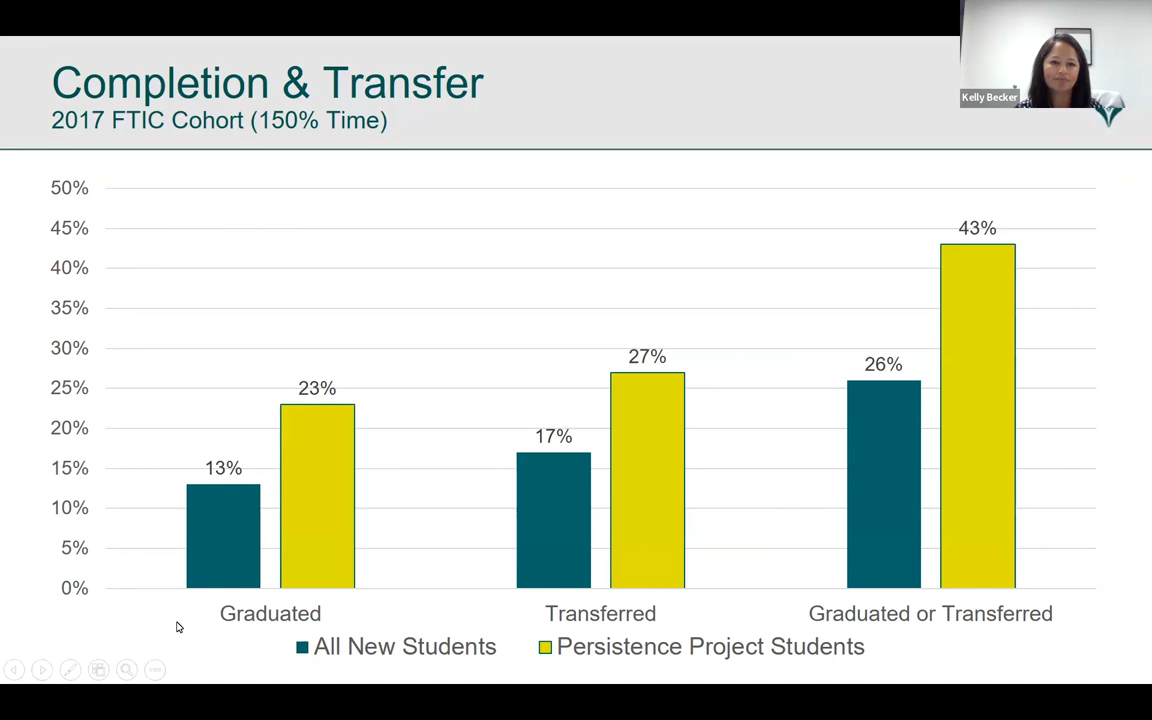 Completion & Transfer
2017 FTIC Cohort (150% Time)
Kelly Becker
50%
45%
40%
35%
30%
25%
20%
15%
10%
5%
0%
13%
23%
17%
27%
26%
43%
Graduated
Transferred
Graduated or Transferred
All New Students
Persistence Project Students